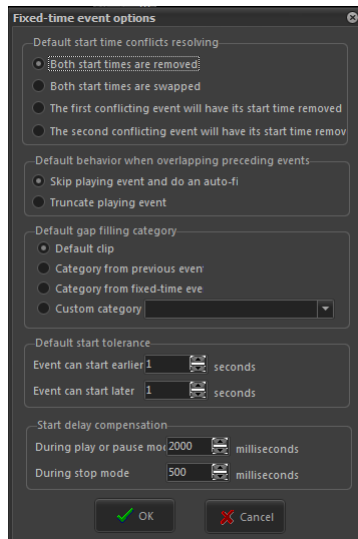 Fixed-time event options
Default start time conflicts resolving
Both start times are removed
Both start times are swapped
The first conflicting event will have its start time removed
The second conflicting event will have its start time remov
Default behavior when overlapping preceding events
Skip playing event and do an auto-fi
Truncate playing event
Default gap filling category
Default clip
Category from previous even
Category from fixed-time eve
Custom category
Default start tolerance
Event can start earlier 1 seconds
Event can start later 1 seconds
Start delay compensation
During play or pause mod 2000 milliseconds
During stop mode 500 milliseconds
OK Cancel